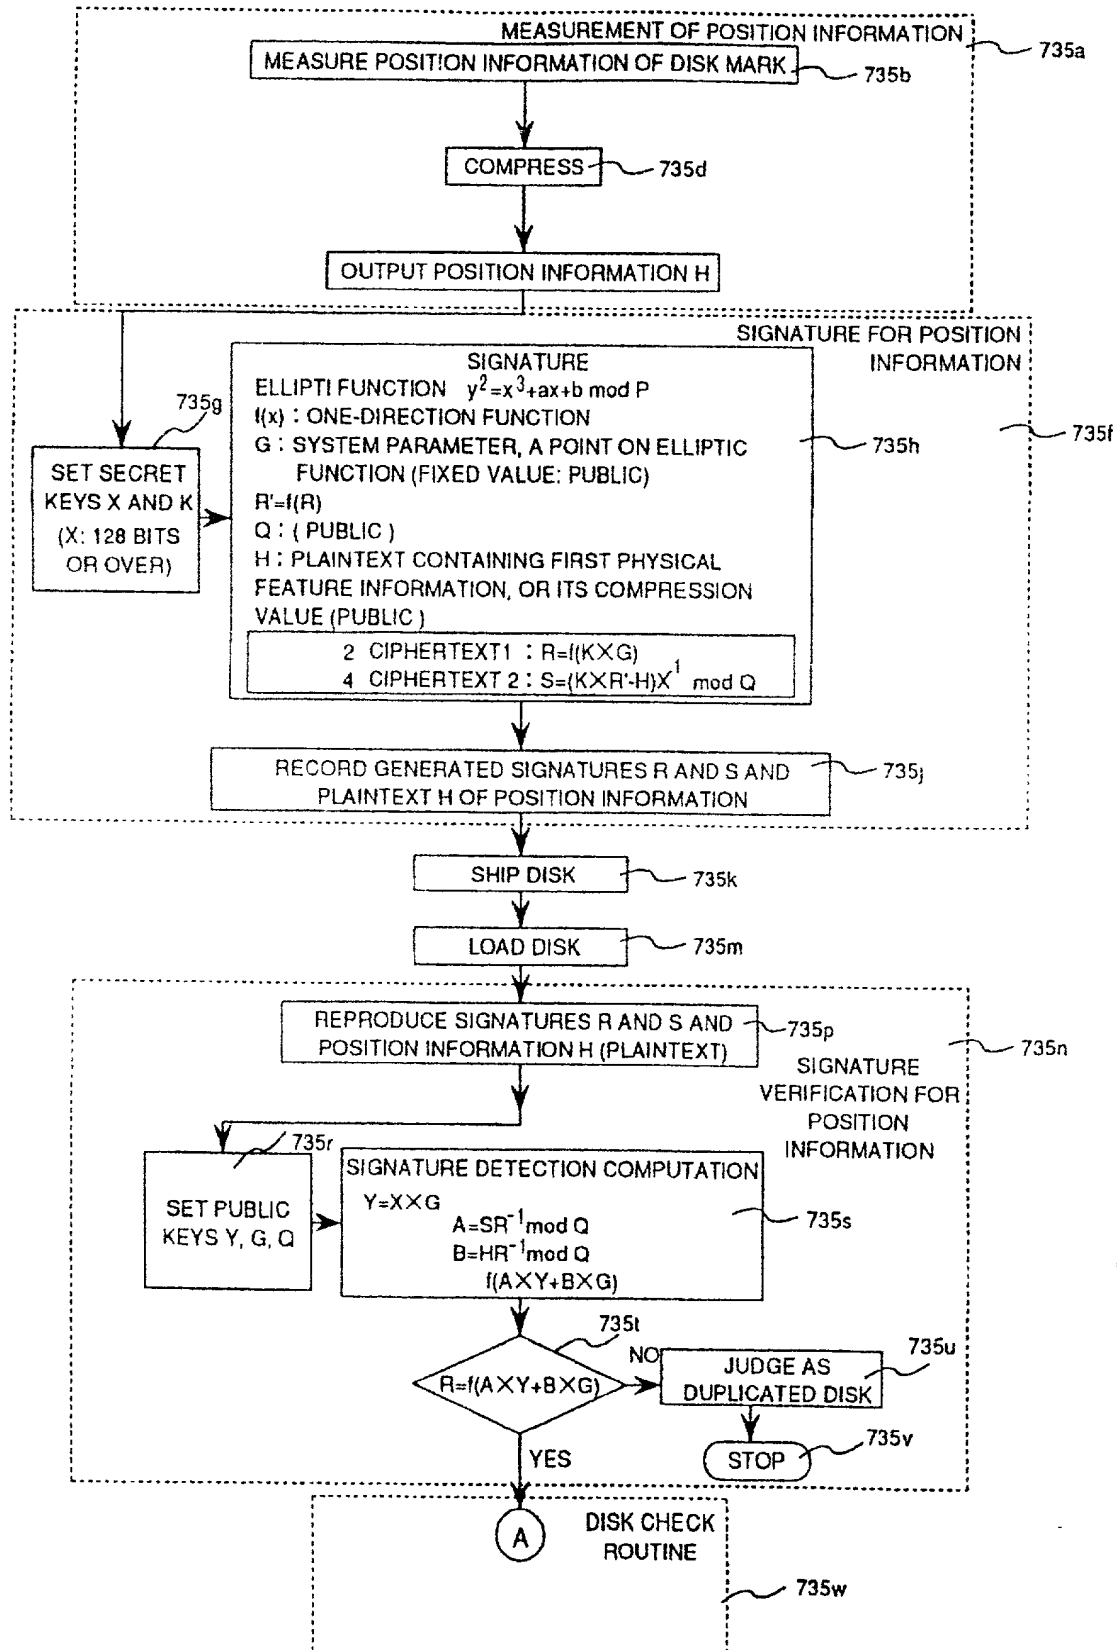 MEASUREMENT OF POSITION INFORMATION
735a
MEASURE POSITION INFORMATION OF DISK MARK
735b
COMPRESS
735d
OUTPUT POSITION INFORMATION H
SIGNATURE FOR POSITION
INFORMATION
735f
735g
SET SECRET
KEYS X AND K
(X: 128 BITS
OR OVER)
SIGNATURE
ELLIPTI FUNCTION y²=x³+ax+b mod P
f(x) : ONE-DIRECTION FUNCTION
G : SYSTEM PARAMETER, A POINT ON ELLIPTIC
FUNCTION (FIXED VALUE: PUBLIC)
R'=f(R)
Q : ( PUBLIC )
H : PLAINTEXT CONTAINING FIRST PHYSICAL
FEATURE INFORMATION, OR ITS COMPRESSION
VALUE (PUBLIC )
2 CIPHERTEXT1 : R=f(K×G)
4 CIPHERTEXT 2 : S=(K×R'-H)X¹ mod Q
735h
RECORD GENERATED SIGNATURES R AND S AND
PLAINTEXT H OF POSITION INFORMATION
735j
SHIP DISK
735k
LOAD DISK
735m
REPRODUCE SIGNATURES R AND S AND
POSITION INFORMATION H (PLAINTEXT)
735p
735n
SIGNATURE
VERIFICATION FOR
POSITION
INFORMATION
735r
SET PUBLIC
KEYS Y, G, Q
SIGNATURE DETECTION COMPUTATION
Y=X×G
A=SR⁻¹ mod Q
B=HR⁻¹ mod Q
f(A×Y+B×G)
735s
735t
R=f(A×Y+B×G)
NO
JUDGE AS
DUPLICATED DISK
735u
STOP
735v
YES
A
DISK CHECK
ROUTINE
735w